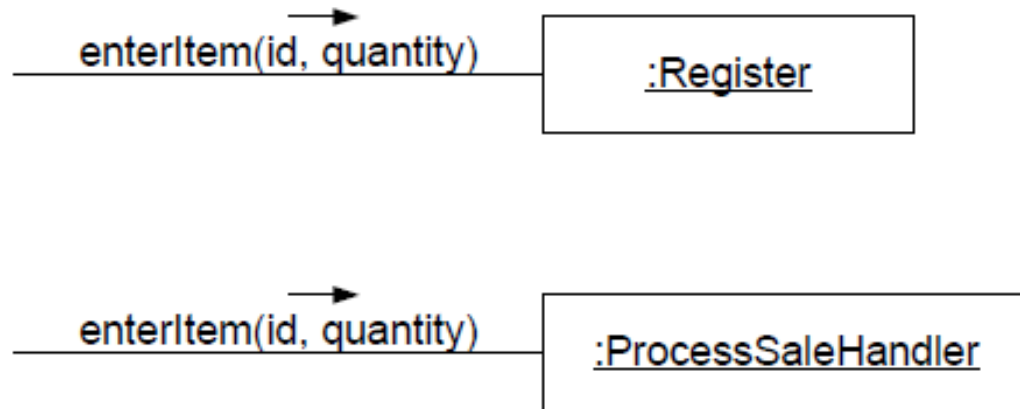 enterItem(id, quantity)
:Register
enterItem(id, quantity)
:ProcessSaleHandler